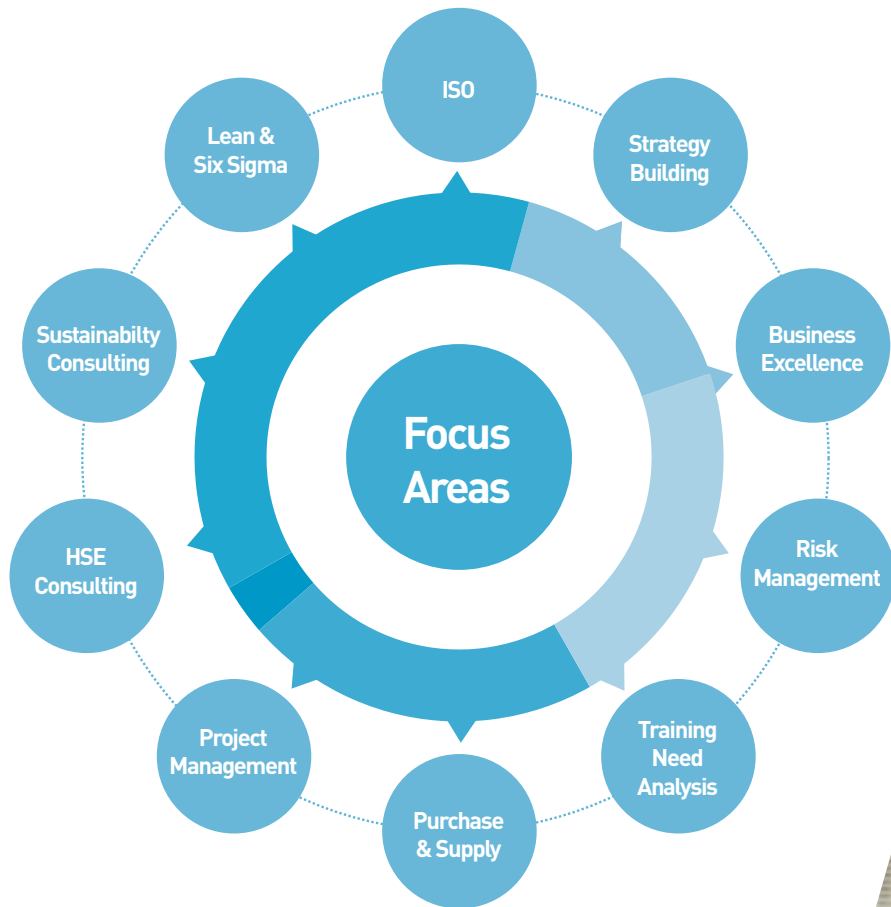 ISO
Strategy
Building
Business
Excellence
Risk
Management
Training
Need
Analysis
Purchase
& Supply
Project
Management
HSE
Consulting
Sustainabilty
Consulting
Lean &
Six Sigma
Focus
Areas